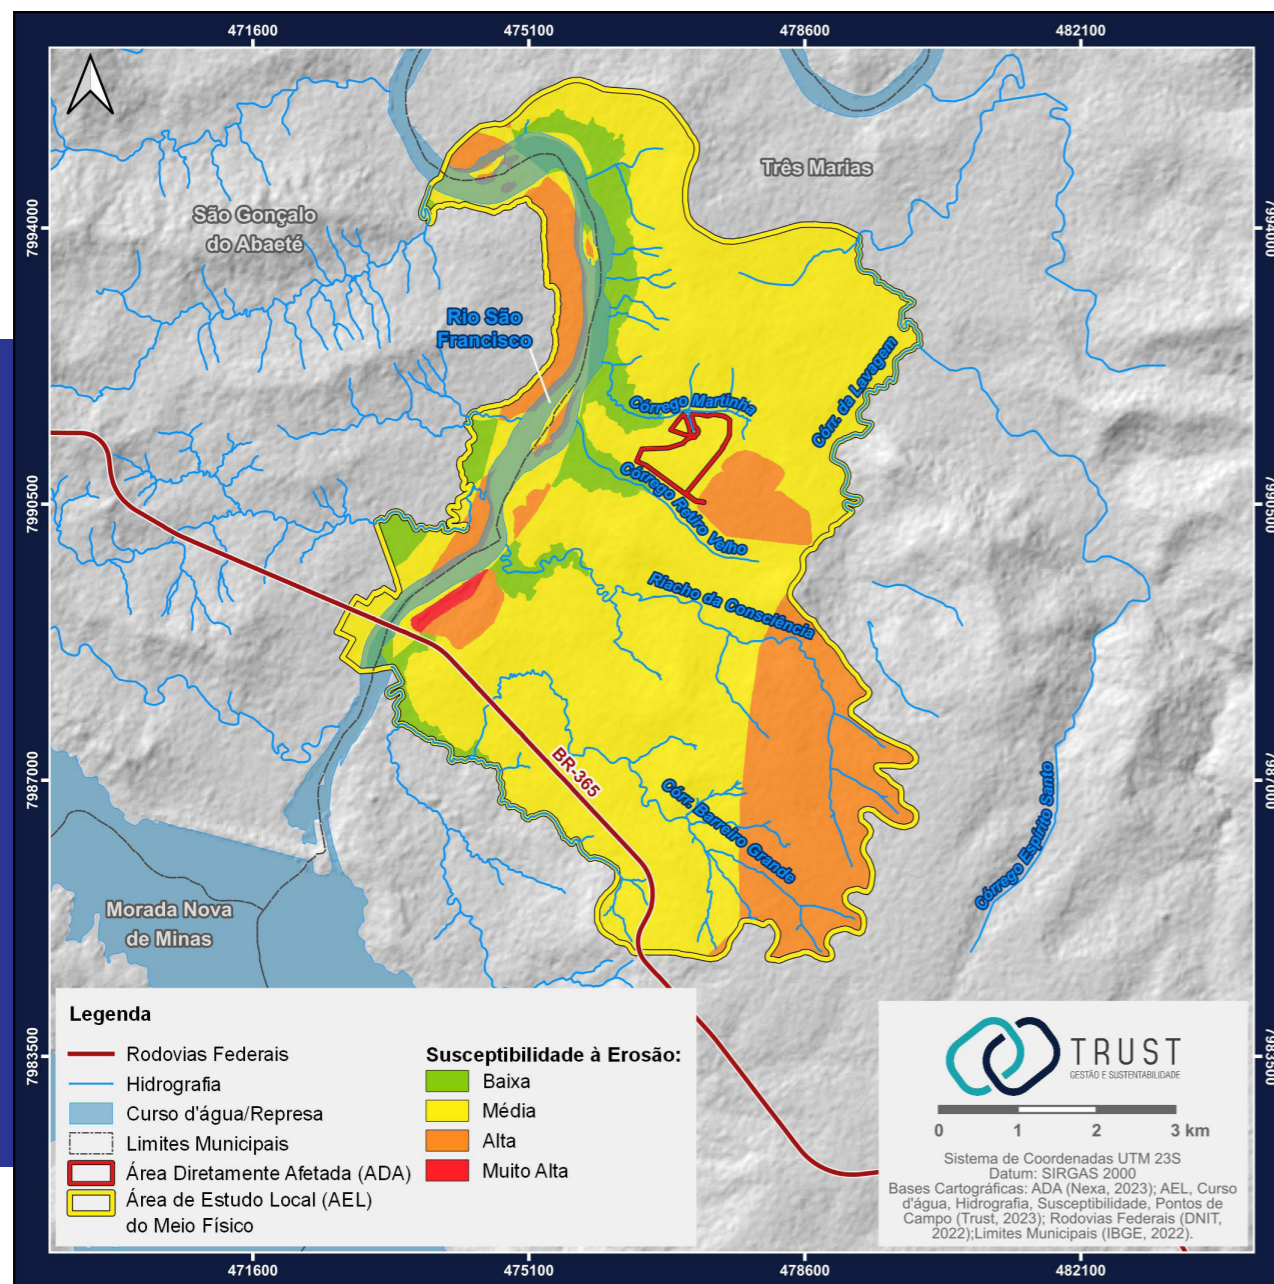 471600
475100
478600
482100
7994000
7990500
7987000
7983500
7994000
7990500
7987000
7983500
Três Marias
São Gonçalo
do Abaeté
Rio São
Francisco
Córr. da Lavagem
Córrego Martinha
Córrego Retiro Velho
Riacho da Consciência
BR-365
Córr. Barreiro Grande
Córrego Espírito Santo
Morada Nova
de Minas
Legenda
Rodovias Federais
Hidrografia
Curso d'água/Represa
Limites Municipais
Área Diretamente Afetada (ADA)
Área de Estudo Local (AEL)
do Meio Físico
Susceptibilidade à Erosão:
Baixa
Média
Alta
Muito Alta
TRUST
GESTÃO E SUSTENTABILIDADE
0 1 2 3 km
Sistema de Coordenadas UTM 23S
Datum: SIRGAS 2000
Bases Cartográficas: ADA (Nexa, 2023); AEL, Curso
d'água, Hidrografia, Susceptibilidade, Pontos de
Campo (Trust, 2023); Rodovias Federais (DNIT,
2022);Limites Municipais (IBGE, 2022).
471600
475100
478600
482100